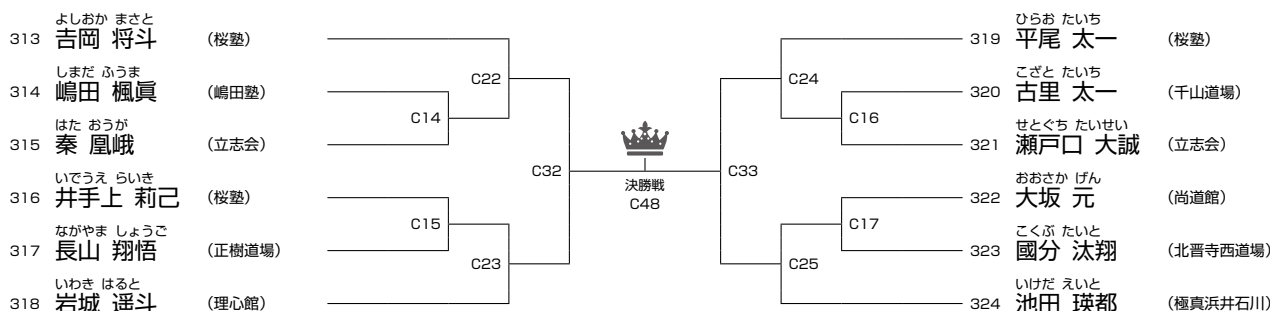 よしおか まさと
313 吉岡 将斗 (桜塾)
しまだ ふうま
314 嶋田 楓眞 (嶋田塾)
はた おうが
315 秦 凰峨 (立志会)
いでうえ らいき
316 井手上 莉己 (桜塾)
ながやま しょうご
317 長山 翔悟 (正樹道場)
いわき はると
318 岩城 遥斗 (理心館)
C22
C14
C32
C15
C23
決勝戦
C48
C24
C16
C33
C17
C25
ひらお たいち
319 平尾 太一 (桜塾)
こざと たいち
320 古里 太一 (千山道場)
せとぐち たいせい
321 瀬戸口 大誠 (立志会)
おおさか げん
322 大坂 元 (尚道館)
こくぶ たいと
323 國分 汰翔 (北晋寺西道場)
いけだ えいと
324 池田 瑛都 (極真浜井石川)